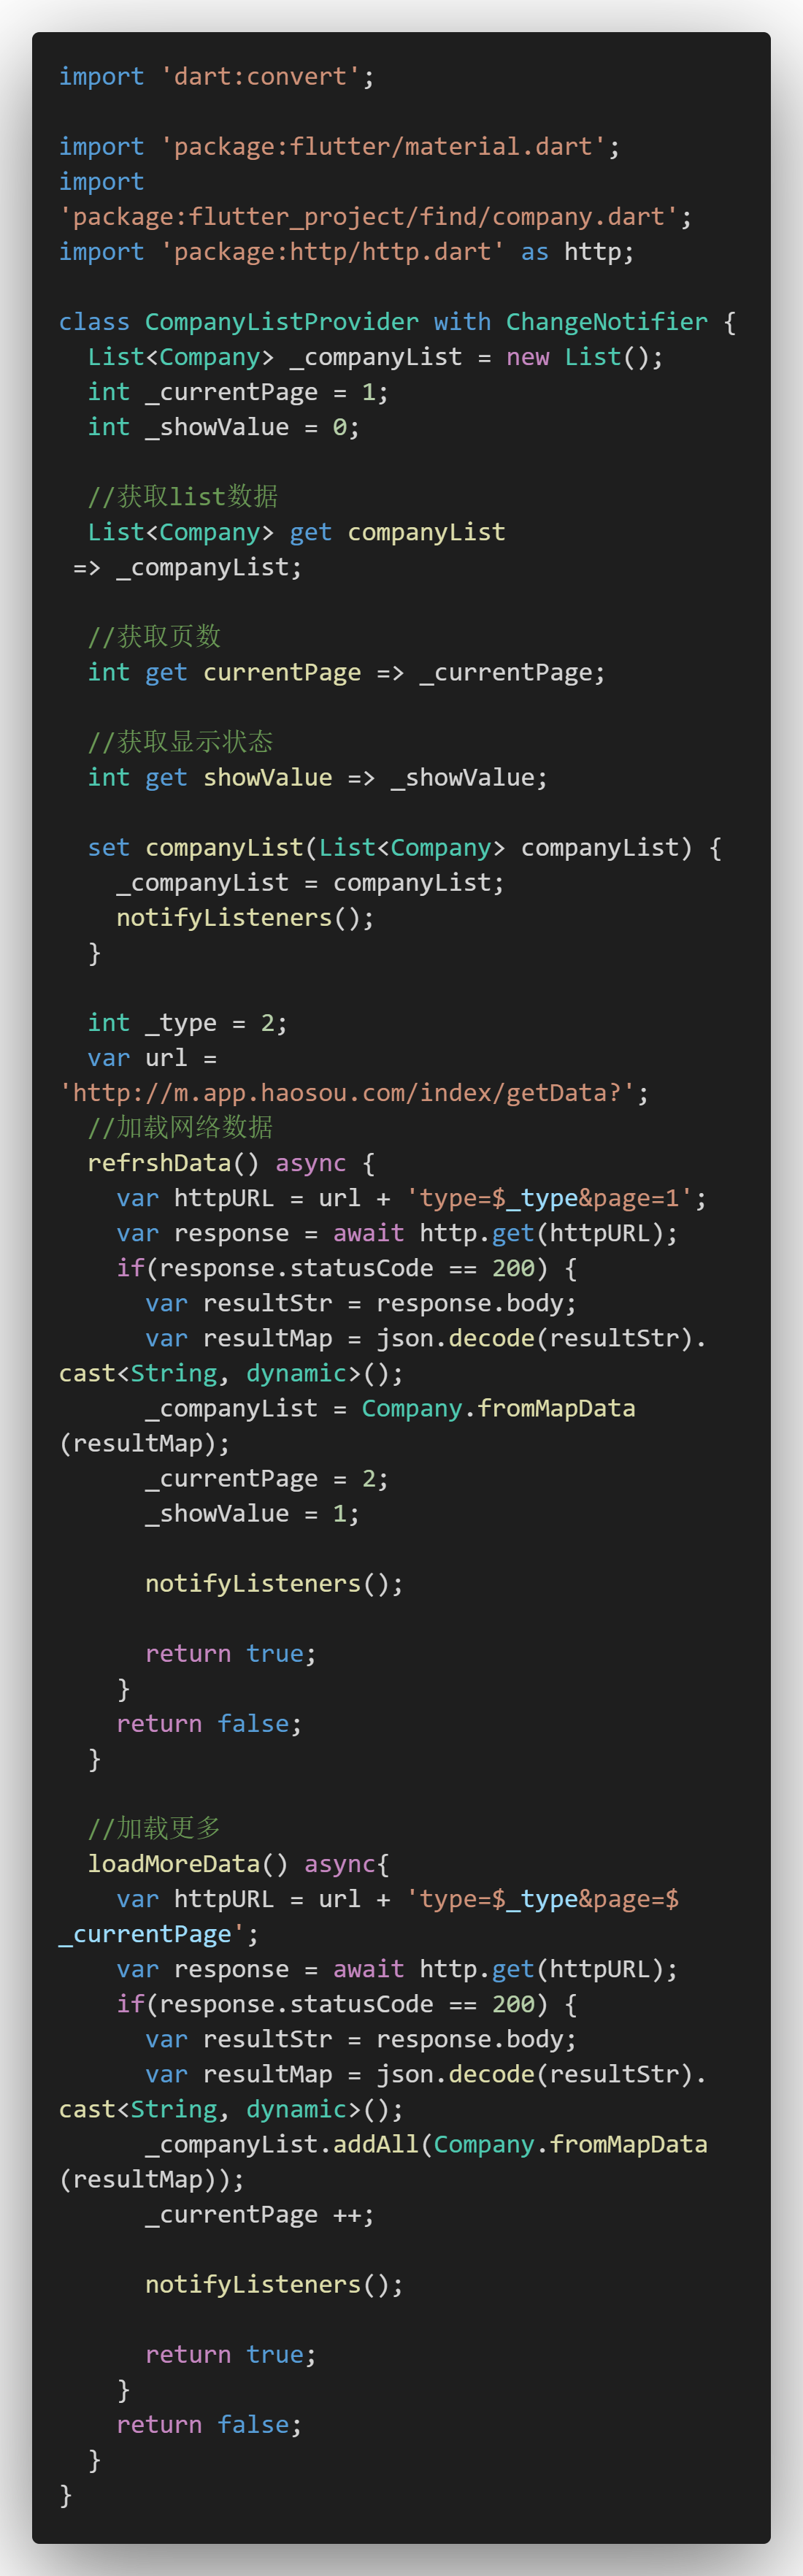 import 'dart:convert';

import 'package:flutter/material.dart';
import
'package:flutter_project/find/company.dart';
import 'package:http/http.dart' as http;

class CompanyListProvider with ChangeNotifier {
  List<Company> _companyList = new List();
  int _currentPage = 1;
  int _showValue = 0;

  //获取list数据
  List<Company> get companyList
 => _companyList;

  //获取页数
  int get currentPage => _currentPage;

  //获取显示状态
  int get showValue => _showValue;

  set companyList(List<Company> companyList) {
    _companyList = companyList;
    notifyListeners();
  }

  int _type = 2;
  var url =
'http://m.app.haosou.com/index/getData?';
  //加载网络数据
  refrshData() async {
    var httpURL = url + 'type=$_type&page=1';
    var response = await http.get(httpURL);
    if(response.statusCode == 200) {
      var resultStr = response.body;
      var resultMap = json.decode(resultStr).
cast<String, dynamic>();
      _companyList = Company.fromMapData
(resultMap);
      _currentPage = 2;
      _showValue = 1;

      notifyListeners();

      return true;
    }
    return false;
  }

  //加载更多
  loadMoreData() async{
    var httpURL = url + 'type=$_type&page=$
_currentPage';
    var response = await http.get(httpURL);
    if(response.statusCode == 200) {
      var resultStr = response.body;
      var resultMap = json.decode(resultStr).
cast<String, dynamic>();
      _companyList.addAll(Company.fromMapData
(resultMap));
      _currentPage ++;

      notifyListeners();

      return true;
    }
    return false;
  }
}